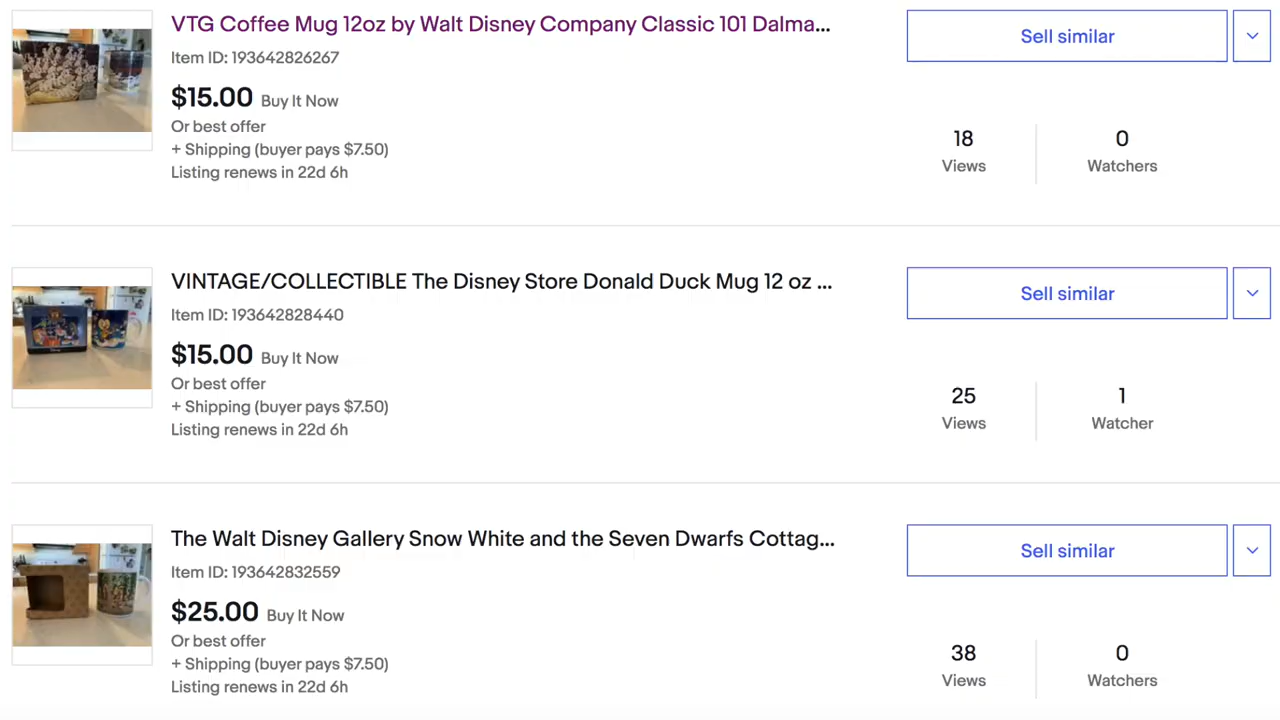 VTG Coffee Mug 12oz by Walt Disney Company Classic 101 Dalma...
Sell similar
Item ID: 193642826267
$15.00 Buy It Now
Or best offer
+ Shipping (buyer pays $7.50)
Listing renews in 22d 6h
18
Views
0
Watchers
VINTAGE/COLLECTIBLE The Disney Store Donald Duck Mug 12 oz ...
Sell similar
Item ID: 193642828440
$15.00 Buy It Now
Or best offer
+ Shipping (buyer pays $7.50)
Listing renews in 22d 6h
25
Views
1
Watcher
The Walt Disney Gallery Snow White and the Seven Dwarfs Cottag...
Sell similar
Item ID: 193642832559
$25.00 Buy It Now
Or best offer
+ Shipping (buyer pays $7.50)
Listing renews in 22d 6h
38
Views
0
Watchers